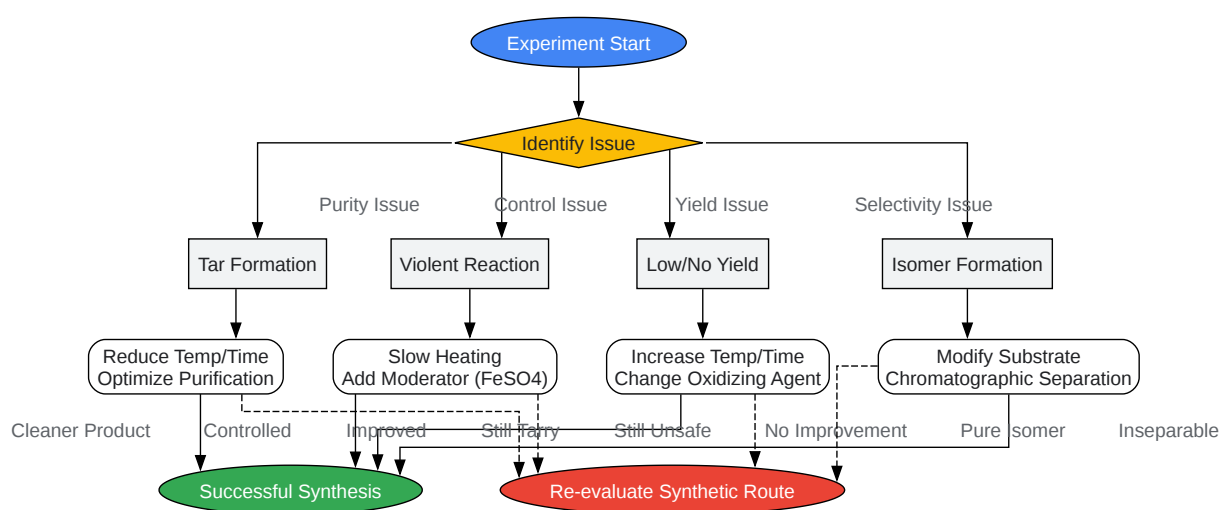 Experiment Start
Identify Issue
Purity Issue
Control Issue
Yield Issue
Selectivity Issue
Tar Formation
Violent Reaction
Low/No Yield
Isomer Formation
Reduce Temp/Time
Optimize Purification
Slow Heating
Add Moderator (FeSO4)
Increase Temp/Time
Change Oxidizing Agent
Modify Substrate
Chromatographic Separation
Cleaner Product
Controlled
Improved
Still Tarry
Still Unsafe
No Improvement
Pure Isomer
Inseparable
Successful Synthesis
Re-evaluate Synthetic Route